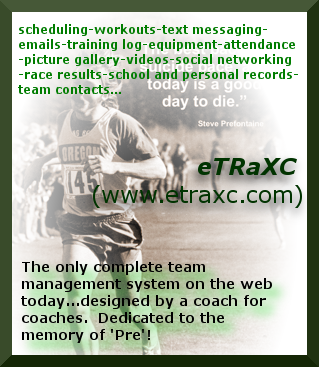 scheduling-workouts-text messaging-
emails-training log-equipment-attendance
-picture gallery-videos-social networking
-race results-school and personal records-
team contacts...
today is a good
day to die."
Steve Prefontaine
OREGON
eTRaXC
(www.etraxc.com)
The only complete team
management system on the web
today...designed by a coach for
coaches. Dedicated to the
memory of 'Pre'!